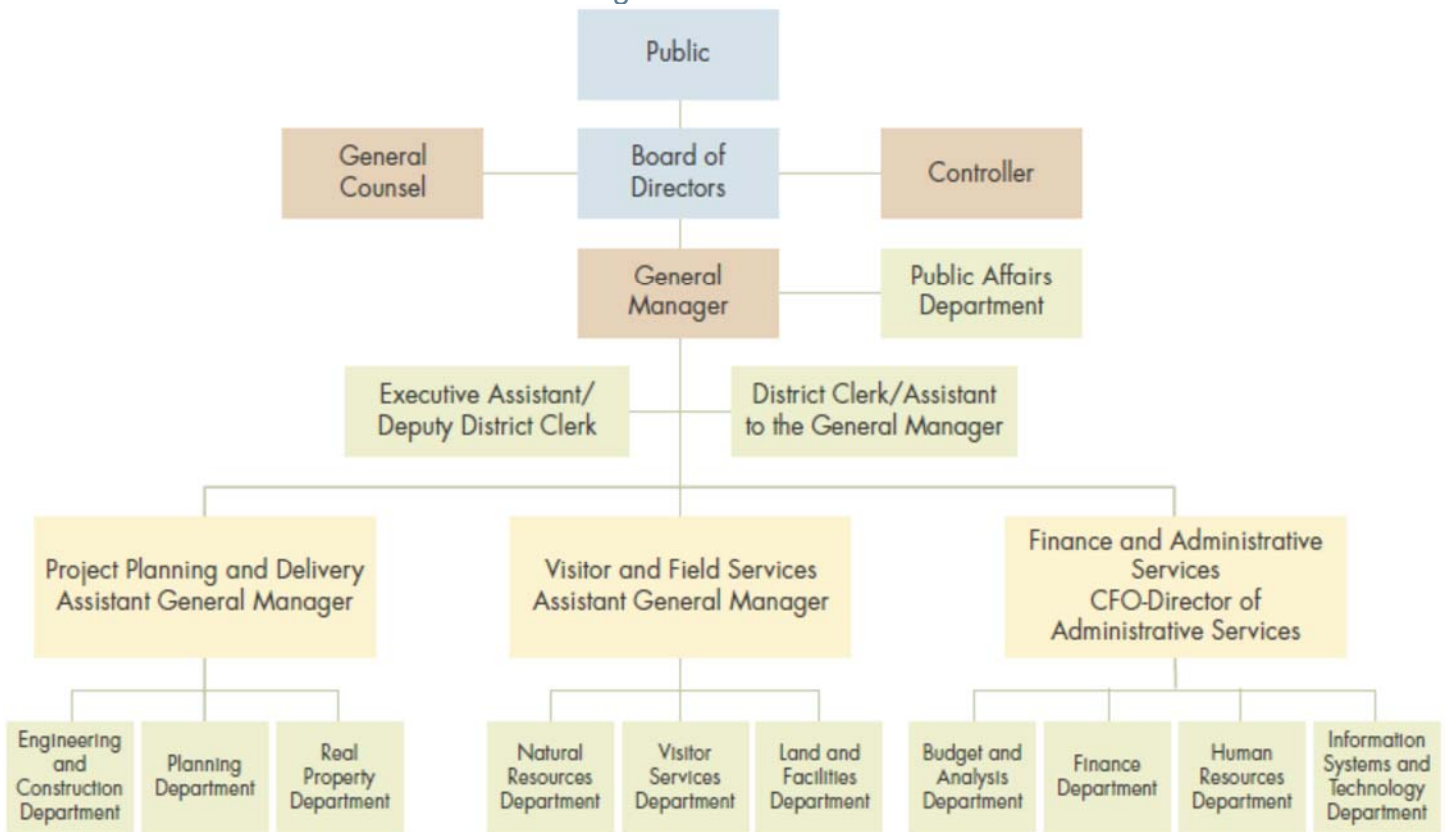 Public
General
Counsel
Board of
Directors
Controller
General
Manager
Public Affairs
Department
Executive Assistant/
Deputy District Clerk
District Clerk/Assistant
to the General Manager
Project Planning and Delivery
Assistant General Manager
Visitor and Field Services
Assistant General Manager
Finance and Administrative
Services
CFO-Director of
Administrative Services
Engineering
and
Construction
Department
Planning
Department
Real
Property
Department
Natural
Resources
Department
Visitor
Services
Department
Land and
Facilities
Department
Budget and
Analysis
Department
Finance
Department
Human
Resources
Department
Information
Systems and
Technology
Department